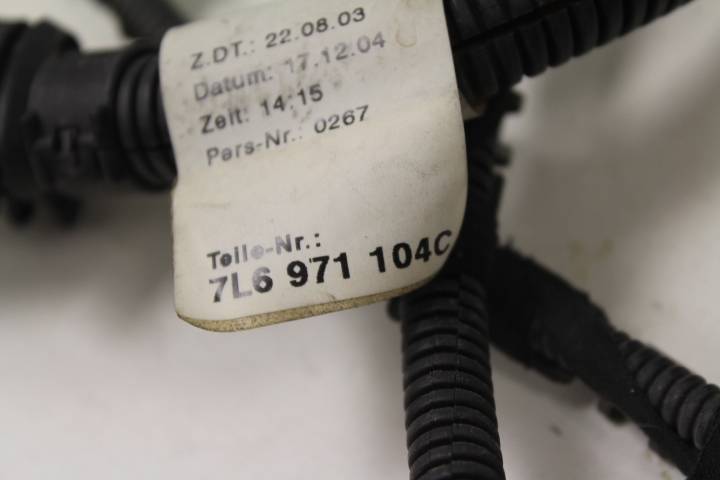 Z.DT.: 22.08.03
Datum: 17.12.04
Zeit: 14:15
Pers-Nr.: 0267
Teile-Nr.:
7L6 971 104C